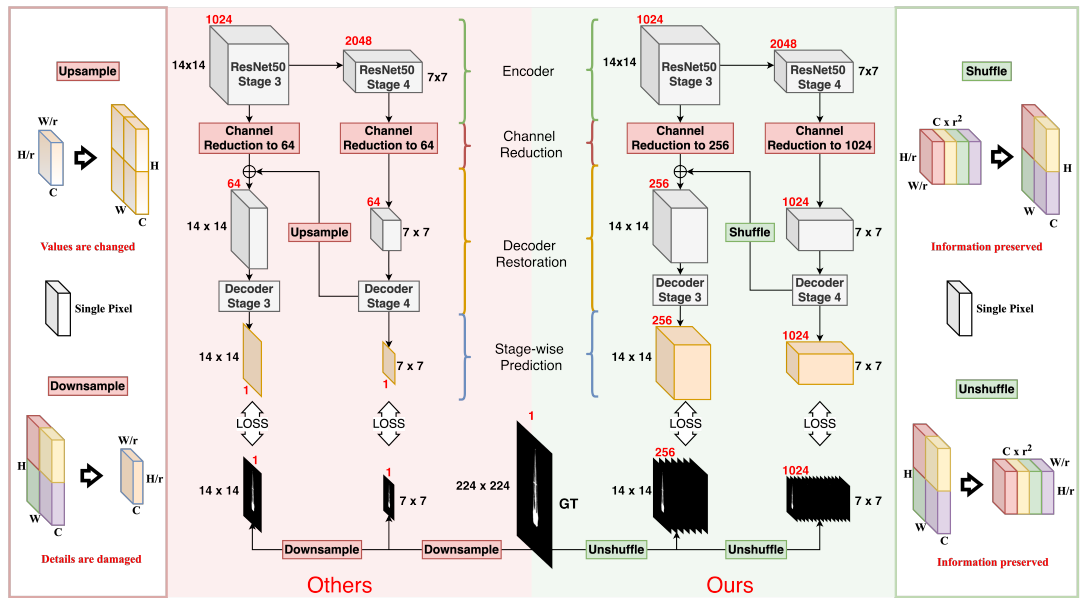 Upsample
W/r
H/r
C
H
W
C
Values are changed
Single Pixel
Downsample
H
W
C
W/r
H/r
C
Details are damaged
1024
14x14
ResNet50
Stage 3
2048
ResNet50
Stage 4
7x7
Channel
Reduction to 64
Channel
Reduction to 64
64
14 x 14
64
7 x 7
Upsample
Decoder
Stage 3
Decoder
Stage 4
14 x 14
1
7 x 7
1
LOSS
LOSS
1
14 x 14
1
7 x 7
Downsample
Downsample
Others
Encoder
Channel
Reduction
Decoder
Restoration
Stage-wise
Prediction
1
224 x 224
GT
1024
14x14
ResNet50
Stage 3
2048
ResNet50
Stage 4
7x7
Channel
Reduction to 256
Channel
Reduction to 1024
256
14 x 14
1024
7 x 7
Shuffle
Decoder
Stage 3
Decoder
Stage 4
256
14 x 14
1024
7 x 7
LOSS
LOSS
256
14 x 14
1024
7 x 7
Unshuffle
Unshuffle
Ours
Shuffle
C x r²
H/r
W/r
H
W
C
Information preserved
Single Pixel
Unshuffle
H
W
C
C x r²
W/r
H/r
Information preserved